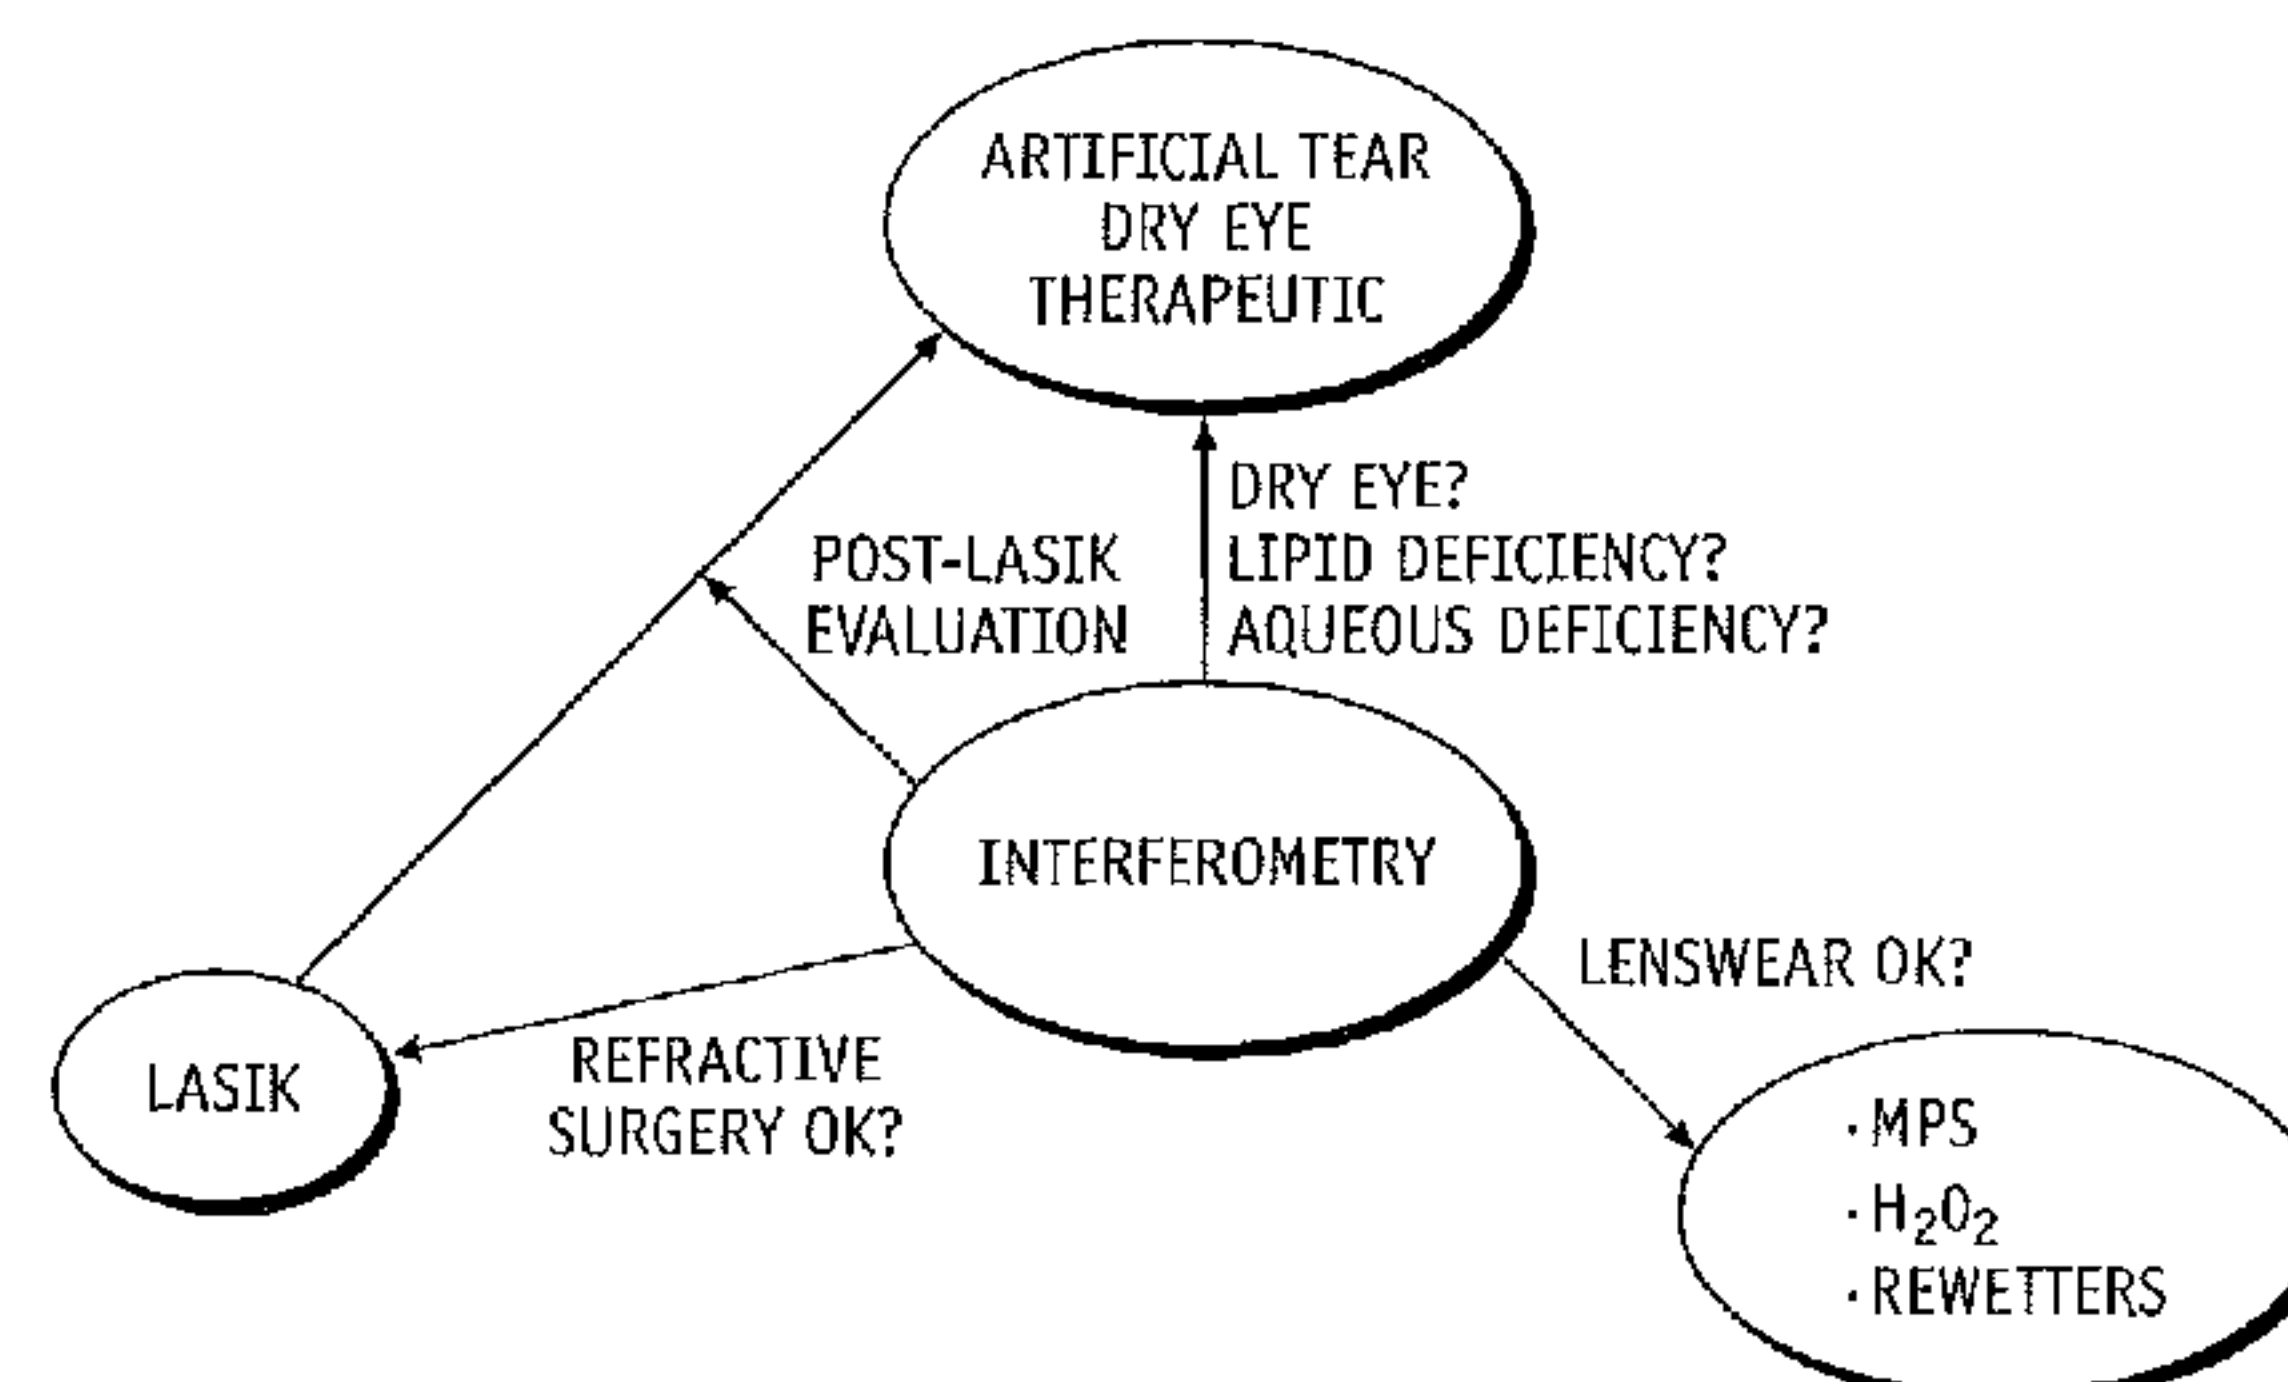 ARTIFICIAL TEAR
DRY EYE
THERAPEUTIC
DRY EYE?
LIPID DEFICIENCY?
AQUEOUS DEFICIENCY?
POST-LASIK
EVALUATION
INTERFEROMETRY
LENSWEAR OK?
REFRACTIVE
SURGERY OK?
LASIK
· MPS
· H₂O₂
· REWETTERS